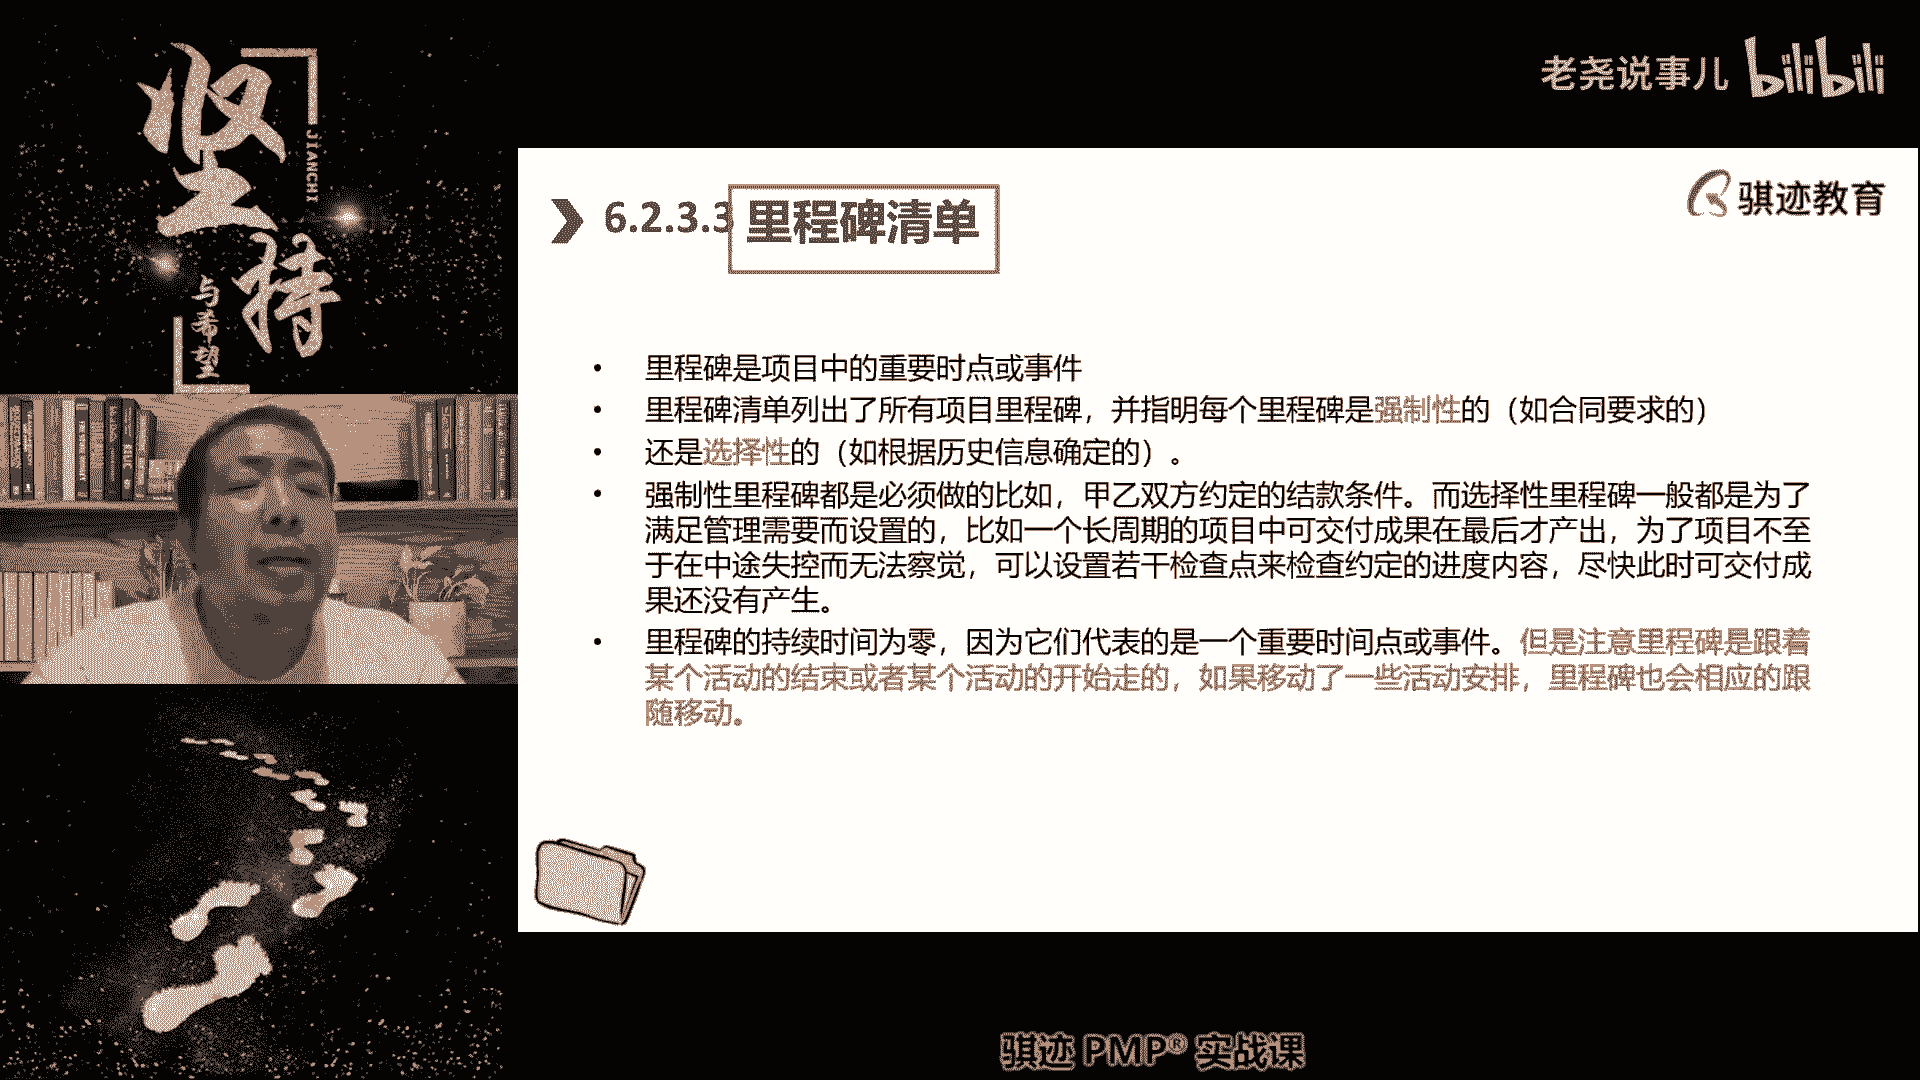 坚持
JIANCHI
与希望
老尧说事儿 bilibili
骐迹教育
6.2.3.3 里程碑清单
• 里程碑是项目中的重要时点或事件
• 里程碑清单列出了所有项目里程碑，并指明每个里程碑是强制性的（如合同要求的）
• 还是选择性的（如根据历史信息确定的）。
• 强制性里程碑都是必须做的比如，甲乙双方约定的结款条件。而选择性里程碑一般都是为了
满足管理需要而设置的，比如一个长周期的项目中可交付成果在最后才产出，为了项目不至
于在中途失控而无法察觉，可以设置若干检查点来检查约定的进度内容，尽快此时可交付成
果还没有产生。
• 里程碑的持续时间为零，因为它们代表的是一个重要时间点或事件。但是注意里程碑是跟着
某个活动的结束或者某个活动的开始走的，如果移动了一些活动安排，里程碑也会相应的跟
随移动。
骐迹 PMP® 实战课